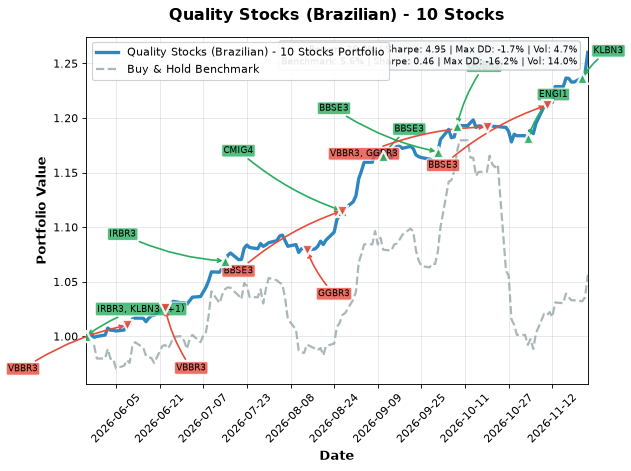 Quality Stocks (Brazilian) - 10 Stocks
Quality Stocks (Brazilian) - 10 Stocks Portfolio
Buy & Hold Benchmark
Sharpe: 4.95 | Max DD: -1.7% | Vol: 4.7%
Benchmark: 5.6% | Sharpe: 0.46 | Max DD: -16.2% | Vol: 14.0%
KLBN3
ENGI1
BBSE3
BBSE3
VBBR3, GGBR3
BBSE3
CMIG4
IRBR3
BBSE3
GGBR3
IRBR3, KLBN3 (+1)
VBBR3
VBBR3
Portfolio Value
1.25
1.20
1.15
1.10
1.05
1.00
2026-06-05
2026-06-21
2026-07-07
2026-07-23
2026-08-08
2026-08-24
2026-09-09
2026-09-25
2026-10-11
2026-10-27
2026-11-12
Date